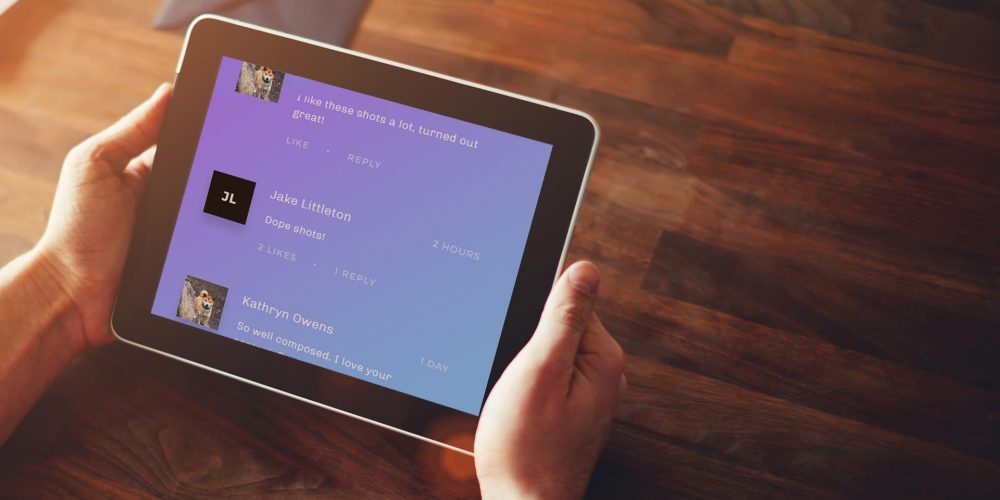 I like these shots a lot, turned out
great!
LIKE • REPLY
JL
Jake Littleton
Dope shots!
2 HOURS
2 LIKES • 1 REPLY
Kathryn Owens
So well composed. I love your
1 DAY